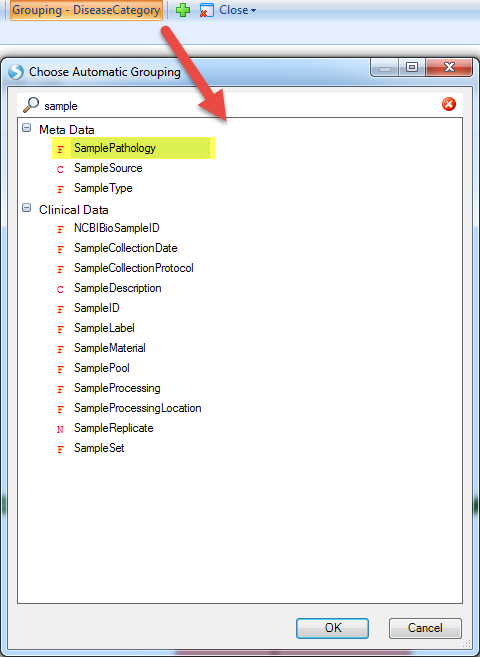 Grouping - DiseaseCategory Close
Choose Automatic Grouping
sample
Meta Data
F SamplePathology
C SampleSource
F SampleType
Clinical Data
F NCBIBioSampleID
F SampleCollectionDate
F SampleCollectionProtocol
C SampleDescription
F SampleID
F SampleLabel
F SampleMaterial
F SamplePool
F SampleProcessing
F SampleProcessingLocation
N SampleReplicate
F SampleSet
OK Cancel